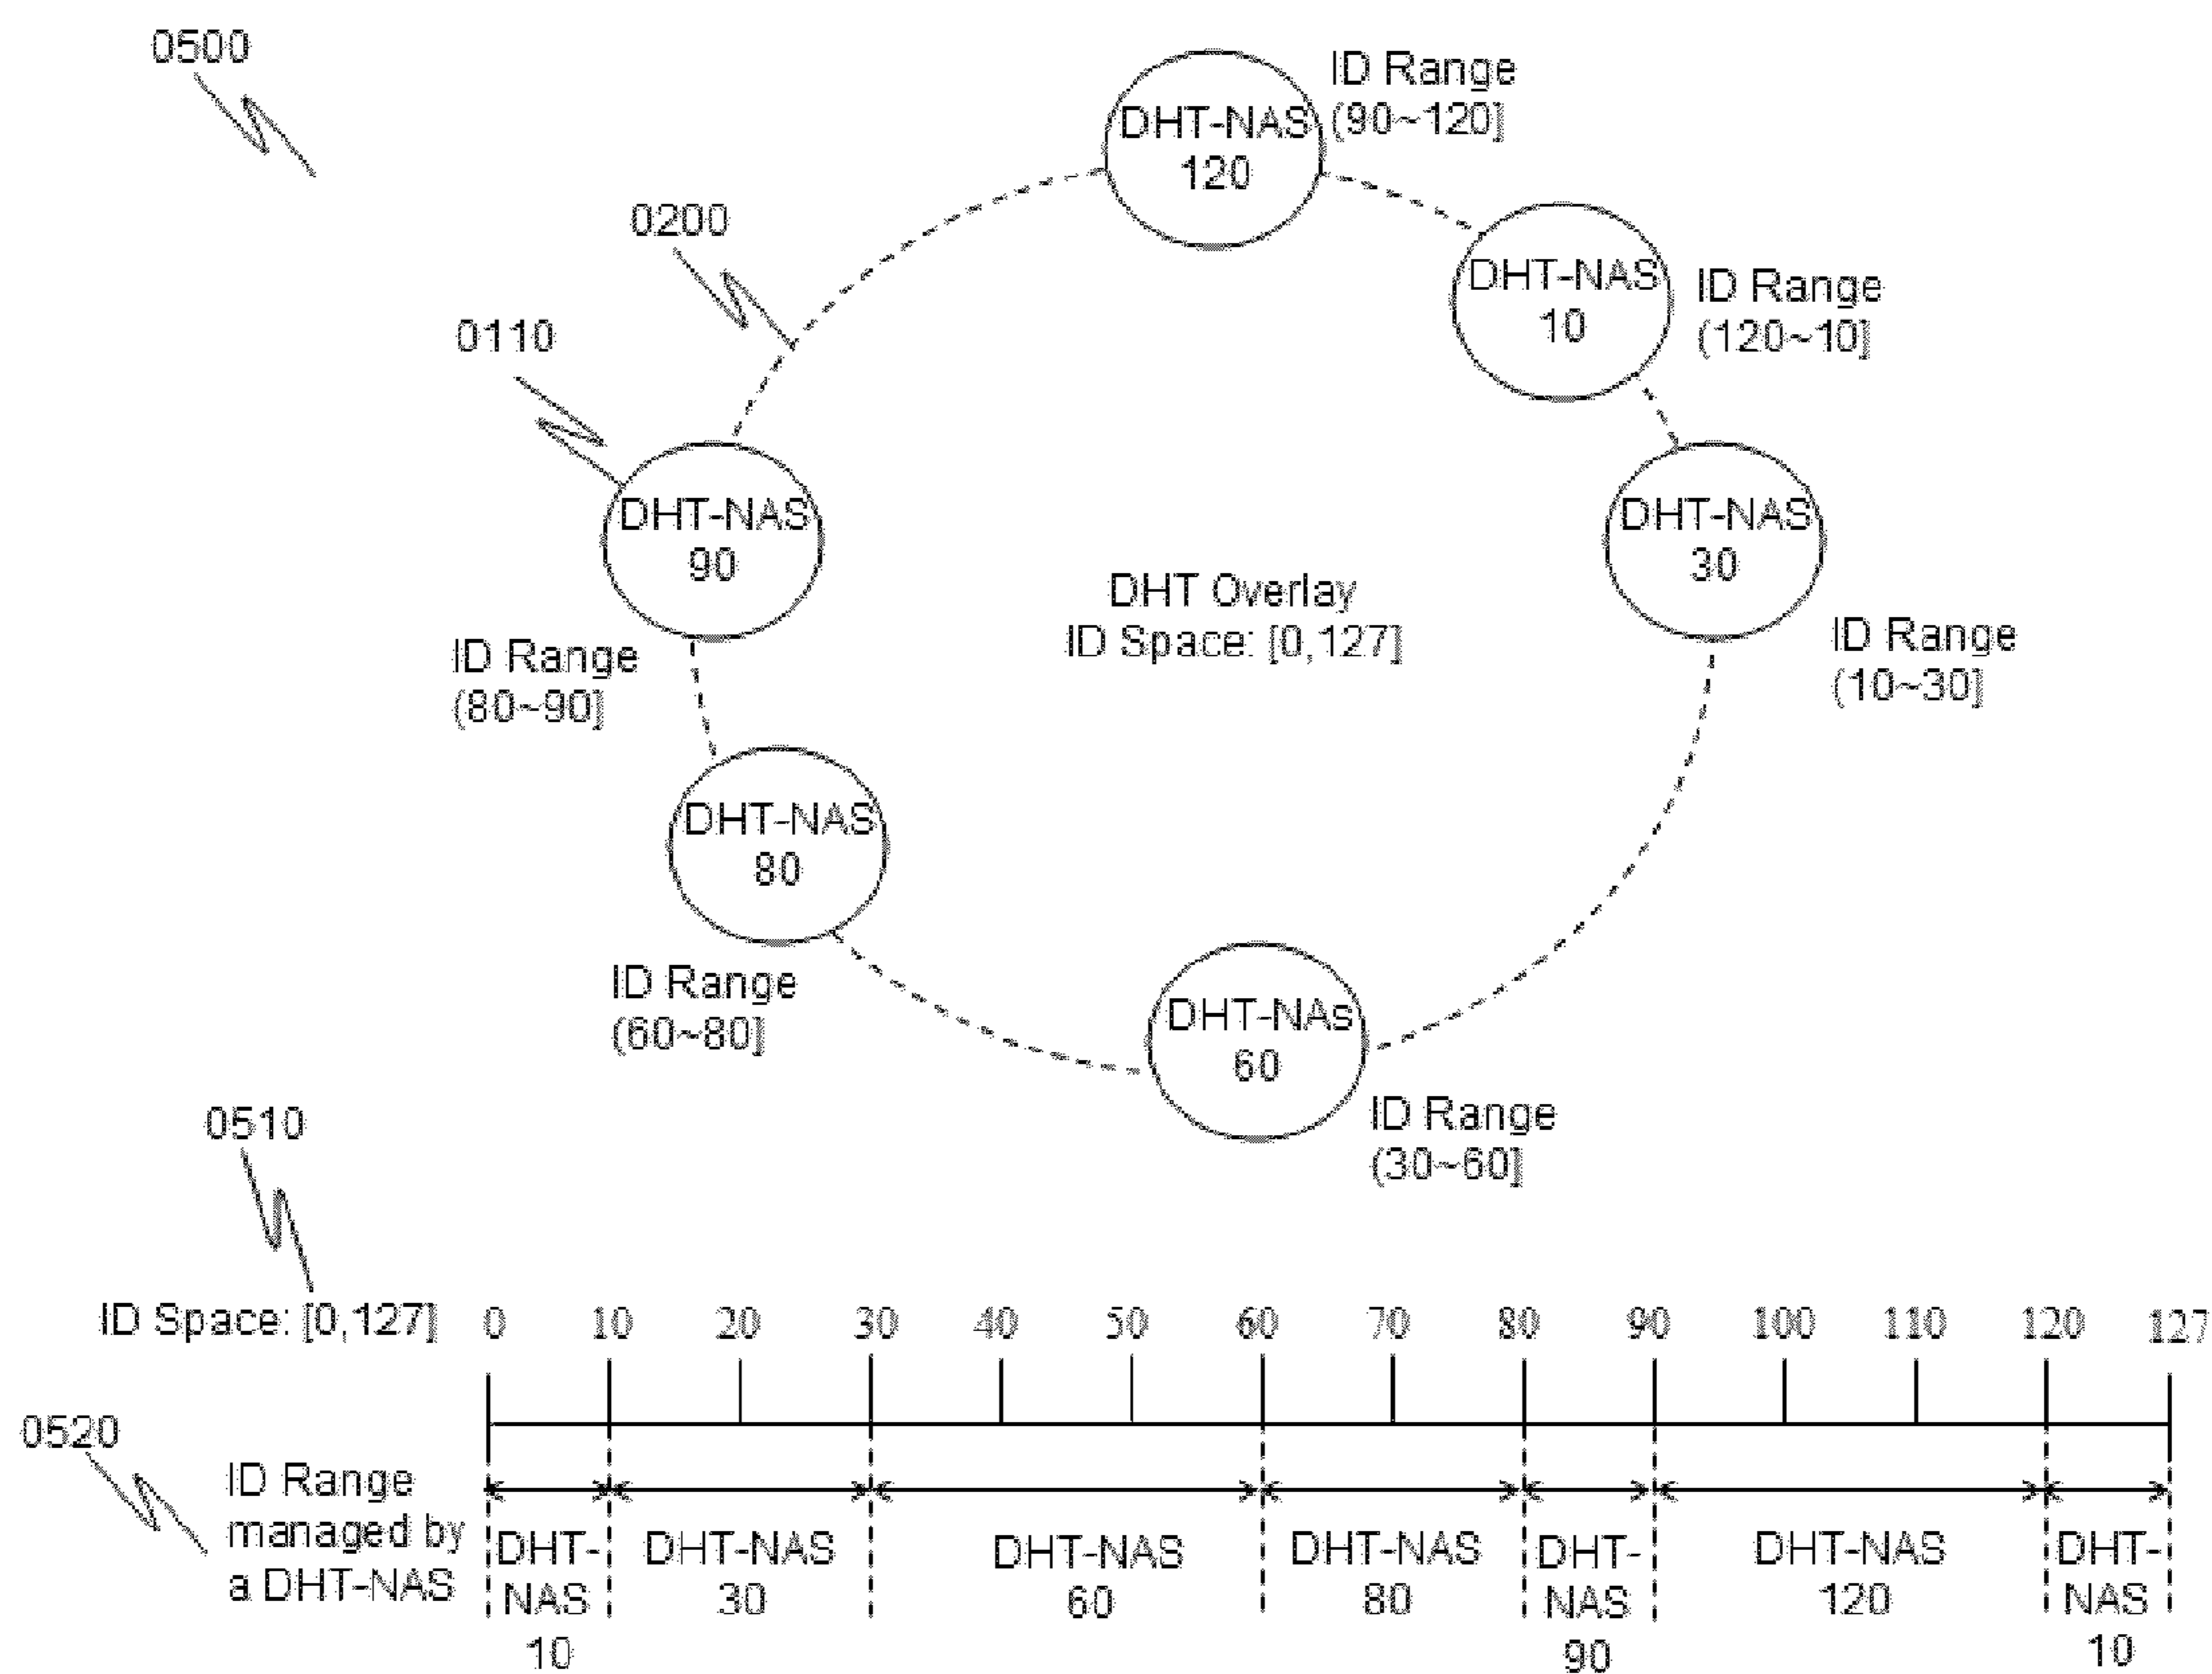 0500
DHT-NAS
120
ID Range
(90~120]
0200
DHT-NAS
10
ID Range
(120~10]
0110
DHT-NAS
90
DHT-NAS
30
DHT Overlay
ID Space: [0,127]
ID Range
(80~90]
ID Range
(10~30]
DHT-NAS
80
ID Range
(60~80]
DHT-NAs
60
ID Range
(30~60]
0510
ID Space: [0,127] 0 10 20 30 40 50 60 70 80 90 100 110 120 127
0520
ID Range
managed by
a DHT-NAS
DHT-
NAS
10
DHT-NAS
30
DHT-NAS
60
DHT-NAS
80
DHT-
NAS
90
DHT-NAS
120
DHT-
NAS
10